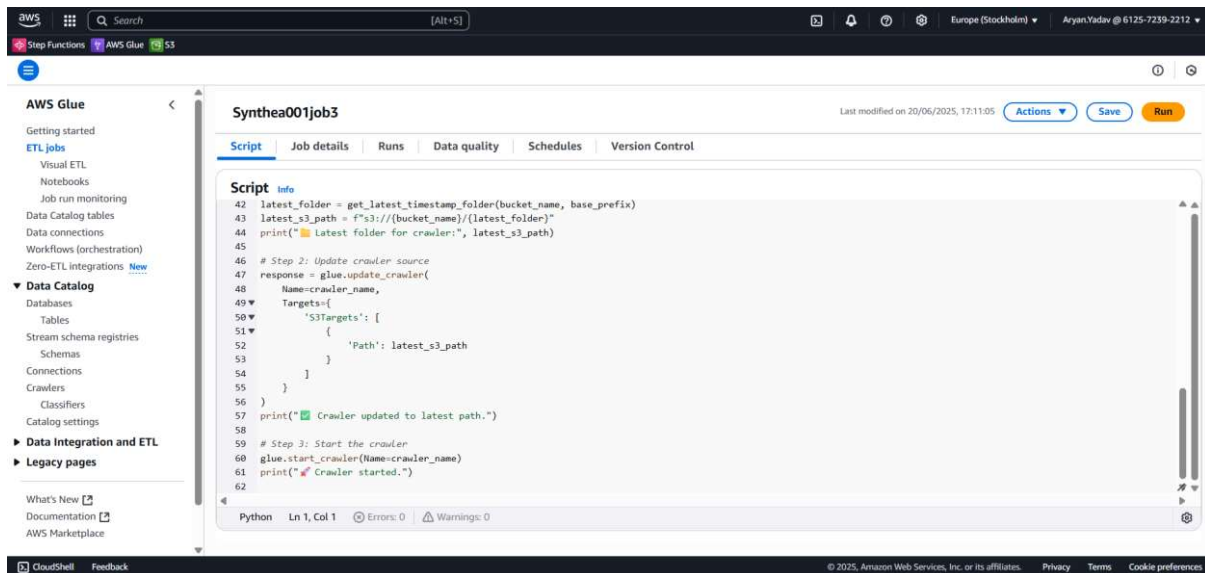 aws Search [Alt+S] Europe (Stockholm) Aryan.Yadav @ 6125-7239-2212
Step Functions AWS Glue S3
AWS Glue
Getting started
ETL jobs
Visual ETL
Notebooks
Job run monitoring
Data Catalog tables
Data connections
Workflows (orchestration)
Zero-ETL integrations New
Data Catalog
Databases
Tables
Stream schema registries
Schemas
Connections
Crawlers
Classifiers
Catalog settings
Data Integration and ETL
Legacy pages
What's New
Documentation
AWS Marketplace
Synthea001job3 Last modified on 20/06/2025, 17:11:05 Actions Save Run
Script Job details Runs Data quality Schedules Version Control
Script Info
42 latest_folder = get_latest_timestamp_folder(bucket_name, base_prefix)
43 latest_s3_path = f"s3://{bucket_name}/{latest_folder}"
44 print("📁 Latest folder for crawler:", latest_s3_path)
45
46 # Step 2: Update crawler source
47 response = glue.update_crawler(
48     Name=crawler_name,
49     Targets={
50         'S3Targets': [
51             {
52                 'Path': latest_s3_path
53             }
54         ]
55     }
56 )
57 print("✅ Crawler updated to latest path.")
58
59 # Step 3: Start the crawler
60 glue.start_crawler(Name=crawler_name)
61 print("🚀 Crawler started.")
62
Python Ln 1, Col 1 Errors: 0 Warnings: 0
CloudShell Feedback © 2025, Amazon Web Services, Inc. or its affiliates. Privacy Terms Cookie preferences